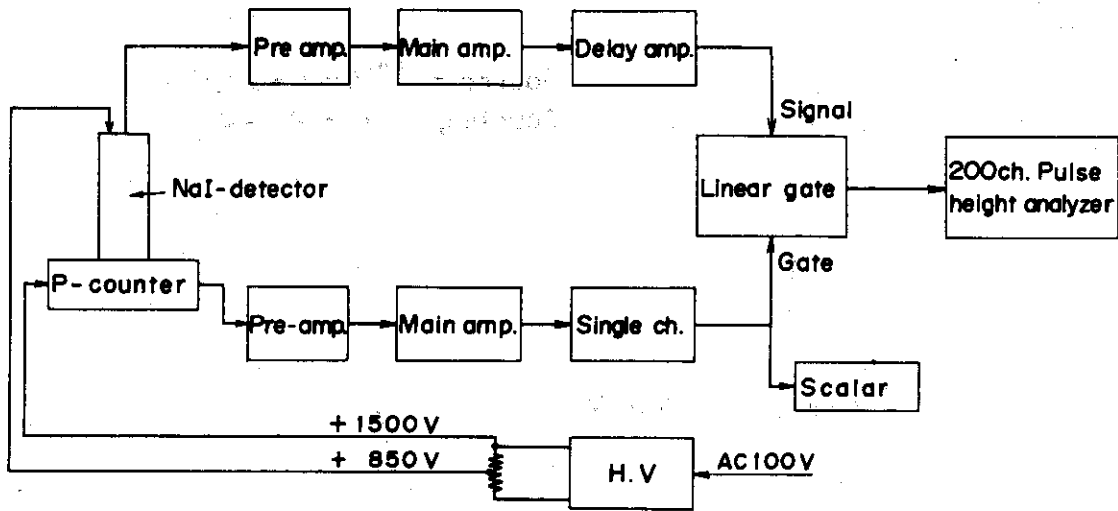 Pre amp.
Main amp.
Delay amp.
Signal
NaI-detector
Linear gate
200ch. Pulse
height analyzer
P-counter
Gate
Pre-amp.
Main amp.
Single ch.
Scalar
+ 1500V
+ 850V
H.V
AC100V